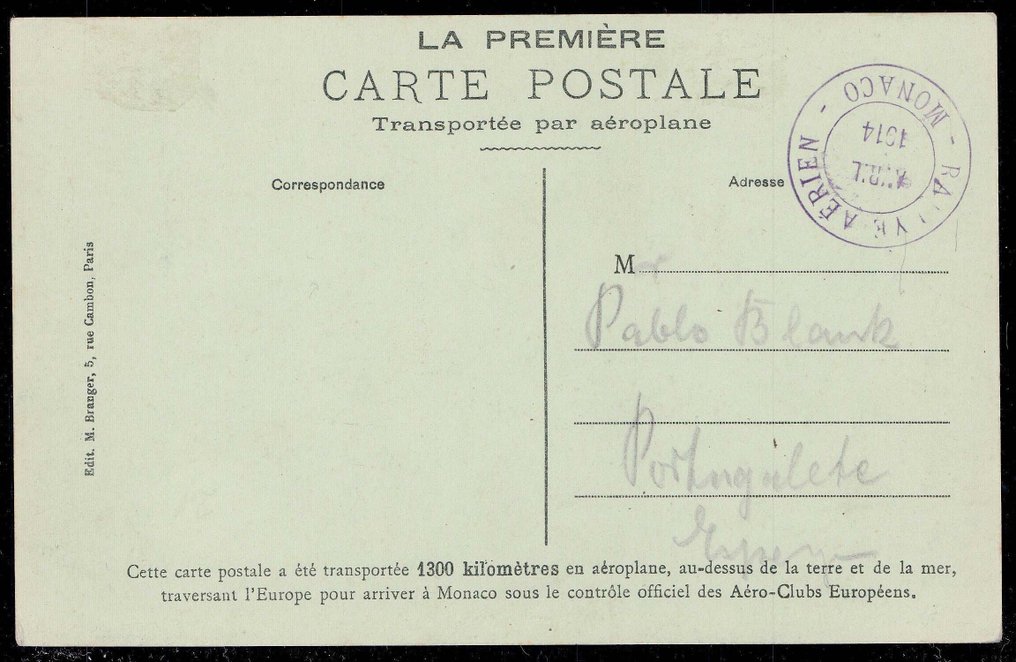 LA PREMIÈRE
CARTE POSTALE
Transportée par aéroplane
RALLYE AÉRIEN - MONACO -
AVRIL
1914
Correspondance
Adresse
Edit. M. Branger, 5, rue Cambon, Paris
Mr
Pablo Blank
Portugalete
Cette carte postale a été transportée 1300 kilomètres en aéroplane, au-dessus de la terre et de la mer,
traversant l'Europe pour arriver à Monaco sous le contrôle officiel des Aéro-Clubs Européens.